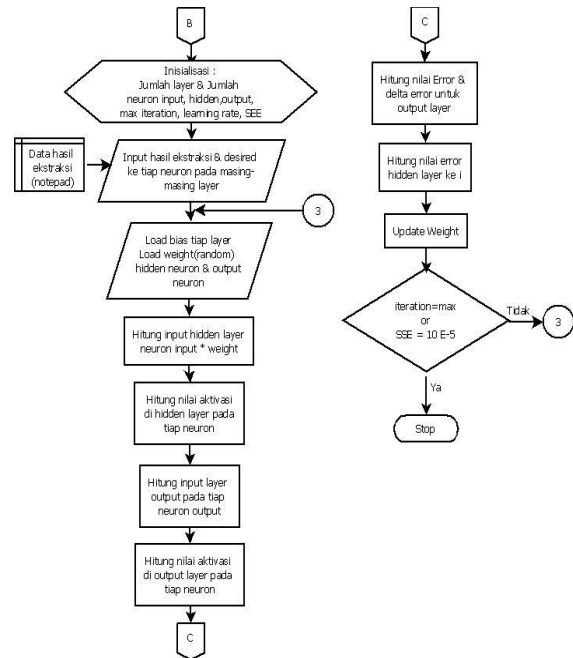 B
Inisialisasi :
Jumlah layer & Jumlah
neuron input, hidden,output,
max iteration, learning rate, SEE
Data hasil
ekstraksi
(notepad)
Input hasil ekstraksi & desired
ke tiap neuron pada masing-
masing layer
3
Load bias tiap layer
Load weight(random)
hidden neuron & output
neuron
Hitung input hidden layer
neuron input * weight
Hitung nilai aktivasi
di hidden layer pada
tiap neuron
Hitung input layer
output pada tiap
neuron output
Hitung nilai aktivasi
di output layer pada
tiap neuron
C
C
Hitung nilai Error &
delta error untuk
output layer
Hitung nilai error
hidden layer ke i
Update Weight
iteration=max
or
SSE = 10 E-5
Tidak
3
Ya
Stop